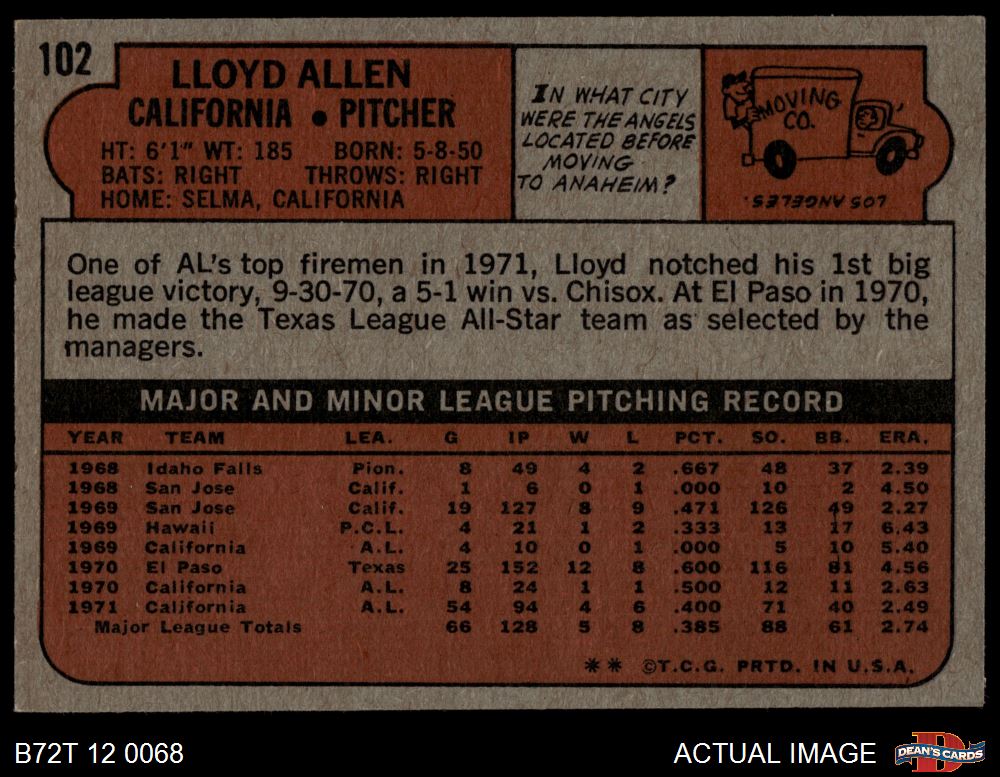 102
LLOYD ALLEN
CALIFORNIA • PITCHER
HT: 6'1" WT: 185 BORN: 5-8-50
BATS: RIGHT THROWS: RIGHT
HOME: SELMA, CALIFORNIA
IN WHAT CITY
WERE THE ANGELS
LOCATED BEFORE
MOVING
TO ANAHEIM?
MOVING
CO.
LOS ANGELES.
One of AL's top firemen in 1971, Lloyd notched his 1st big
league victory, 9-30-70, a 5-1 win vs. Chisox. At El Paso in 1970,
he made the Texas League All-Star team as selected by the
managers.
MAJOR AND MINOR LEAGUE PITCHING RECORD
YEAR TEAM LEA. G IP W L PCT. SO. BB. ERA.
1968 Idaho Falls Pion. 8 49 4 2 .667 48 37 2.39
1968 San Jose Calif. 1 6 0 1 .000 10 2 4.50
1969 San Jose Calif. 19 127 8 9 .471 126 49 2.27
1969 Hawaii P.C.L. 4 21 1 2 .333 13 17 6.43
1969 California A.L. 4 10 0 1 .000 5 10 5.40
1970 El Paso Texas 25 152 12 8 .600 116 81 4.56
1970 California A.L. 8 24 1 1 .500 12 11 2.63
1971 California A.L. 54 94 4 6 .400 71 40 2.49
Major League Totals 66 128 5 8 .385 88 61 2.74
** ©T.C.G. PRTD. IN U.S.A.
B72T 12 0068
ACTUAL IMAGE
DEAN'S CARDS